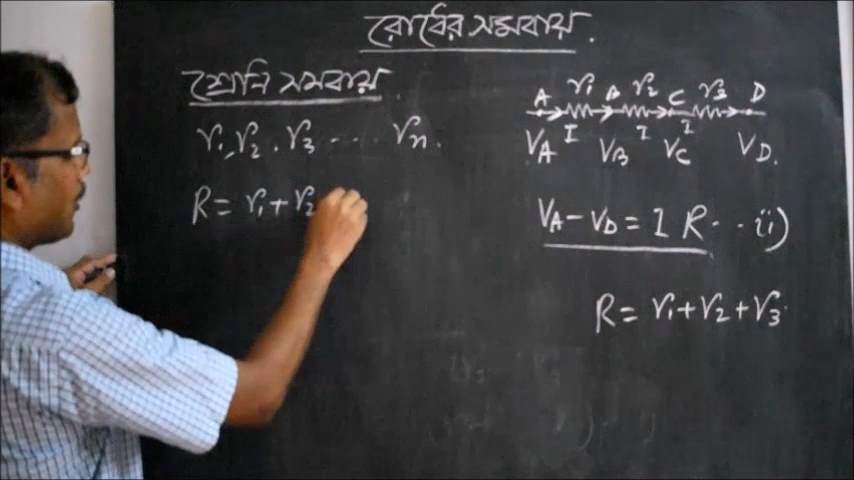 রোধের সমবায়.
শ্রেণি সমবায়.
r₁, r₂, r₃ ... rₙ.
R = r₁ + r₂
A r₁ B r₂ C r₃ D
I I I
V_A V_B V_C V_D.
V_A - V_D = I R ... ii)
R = r₁ + r₂ + r₃.